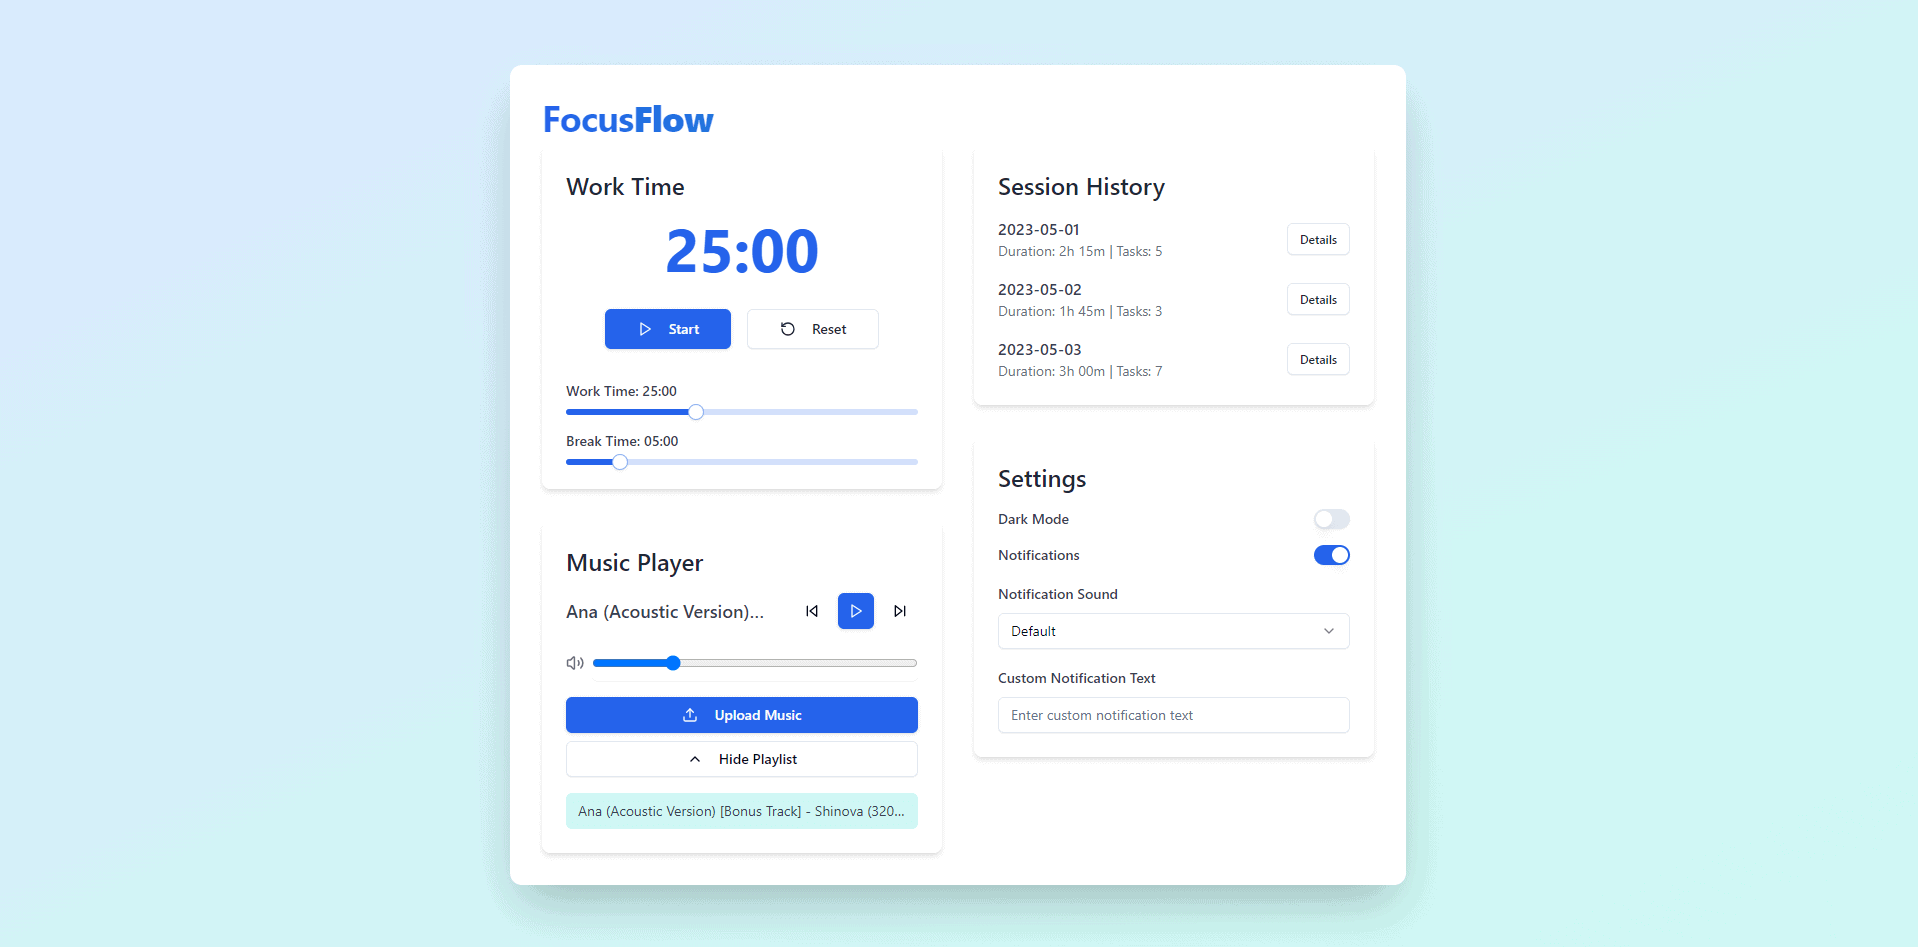 FocusFlow
Work Time
25:00
Start
Reset
Work Time: 25:00
Break Time: 05:00
Music Player
Ana (Acoustic Version)...
Upload Music
Hide Playlist
Ana (Acoustic Version) [Bonus Track] - Shinova (320...
Session History
2023-05-01
Duration: 2h 15m | Tasks: 5
Details
2023-05-02
Duration: 1h 45m | Tasks: 3
Details
2023-05-03
Duration: 3h 00m | Tasks: 7
Details
Settings
Dark Mode
Notifications
Notification Sound
Default
Custom Notification Text
Enter custom notification text